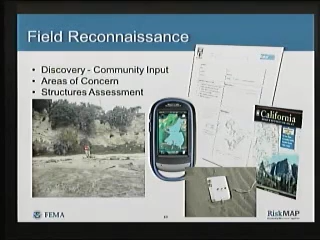 Field Reconnaissance
• Discovery - Community Input
• Areas of Concern
• Structures Assessment
California
FEMA
RiskMAP